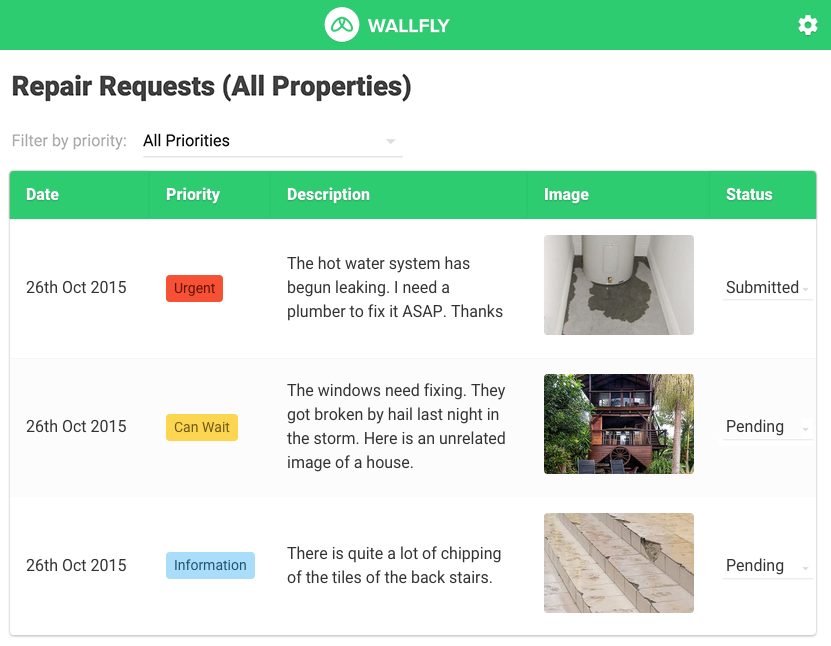 WALLFLY
Repair Requests (All Properties)
Filter by priority: All Priorities
Date Priority Description Image Status
26th Oct 2015 Urgent
The hot water system has
begun leaking. I need a
plumber to fix it ASAP. Thanks
Submitted
26th Oct 2015 Can Wait
The windows need fixing. They
got broken by hail last night in
the storm. Here is an unrelated
image of a house.
Pending
26th Oct 2015 Information
There is quite a lot of chipping
of the tiles of the back stairs.
Pending